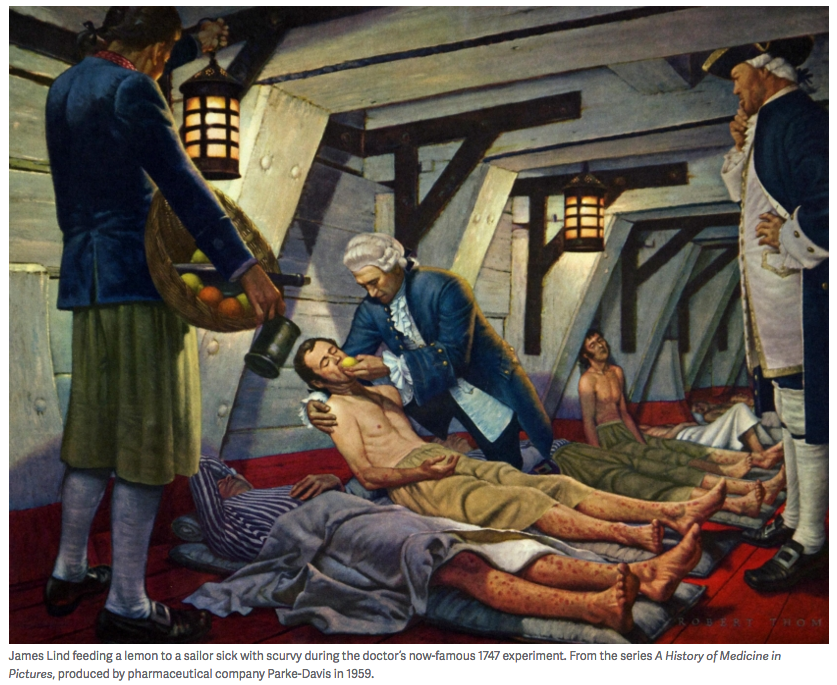 ROBERT THOM
James Lind feeding a lemon to a sailor sick with scurvy during the doctor's now-famous 1747 experiment. From the series A History of Medicine in
Pictures, produced by pharmaceutical company Parke-Davis in 1959.